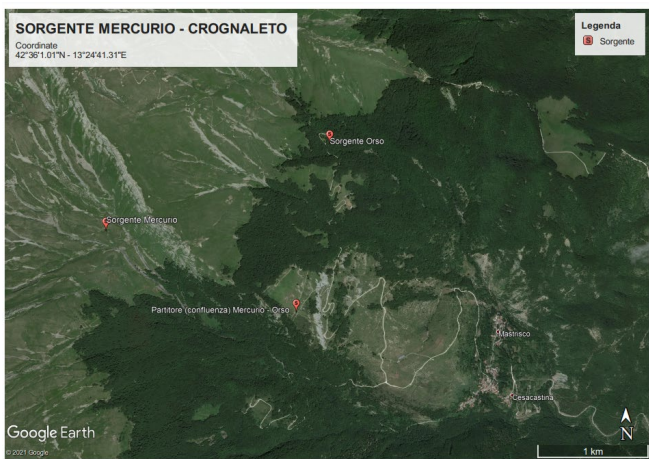 SORGENTE MERCURIO - CROGNALETO
Coordinate
42°36'1.01"N - 13°24'41.31"E
Legenda
S Sorgente
Sorgente Orso
Sorgente Mercurio
Partitore (confluenza) Mercurio - Orso
Mastrisco
Cesacastina
Google Earth
© 2021 Google
N
1 km